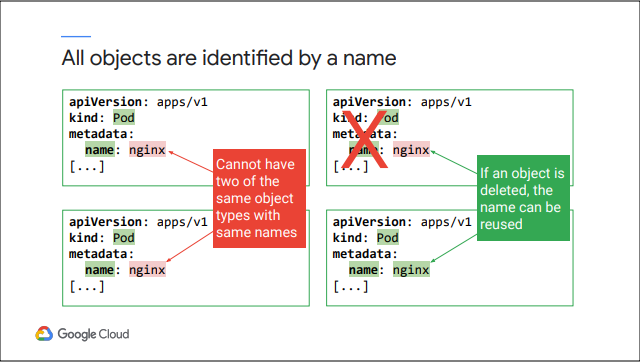 All objects are identified by a name
apiVersion: apps/v1
kind: Pod
metadata:
name: nginx
[...]
apiVersion: apps/v1
kind: Pod
metadata:
name: nginx
[...]
Cannot have
two of the
same object
types with
same names
apiVersion: apps/v1
kind: Pod
metadata:
name: nginx
[...]
apiVersion: apps/v1
kind: Pod
metadata:
name: nginx
[...]
If an object is
deleted, the
name can be
reused
Google Cloud